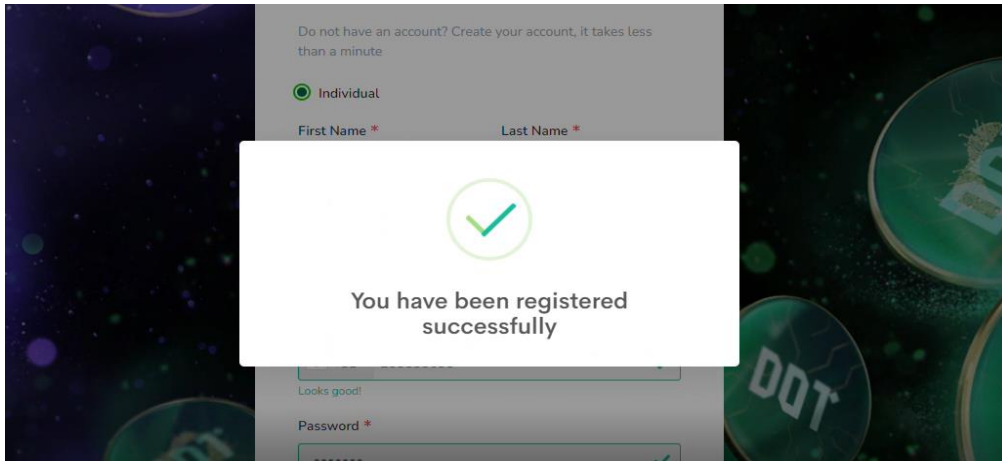 Do not have an account? Create your account, it takes less
than a minute
Individual
First Name *
Last Name *
You have been registered
successfully
Looks good!
Password *
DOT